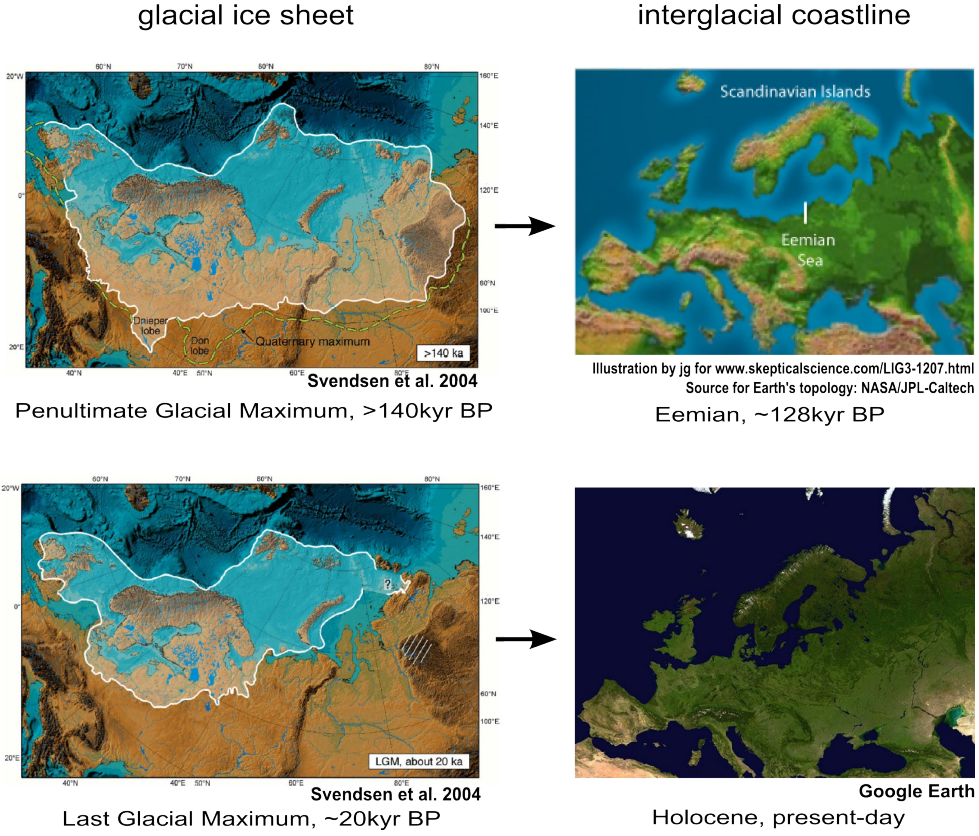 glacial ice sheet
interglacial coastline
60°N 70°N 80°N 80°N
20°W
160°E
140°E
0°
120°E
60°N
100°E
20°E
Dnieper
lobe
Don
lobe
Quaternary maximum
>140 ka
40°N 40°N 50°N 60°N
Svendsen et al. 2004
Penultimate Glacial Maximum, >140kyr BP
Scandinavian Islands
Eemian
Sea
Illustration by jg for www.skepticalscience.com/LIG3-1207.html
Source for Earth's topology: NASA/JPL-Caltech
Eemian, ~128kyr BP
60°N 70°N 80°N 80°N
20°W
160°E
140°E
?
0°
120°E
60°N
100°E
20°E
LGM, about 20 ka
40°N 40°N 50°N
Svendsen et al. 2004
Last Glacial Maximum, ~20kyr BP
Google Earth
Holocene, present-day